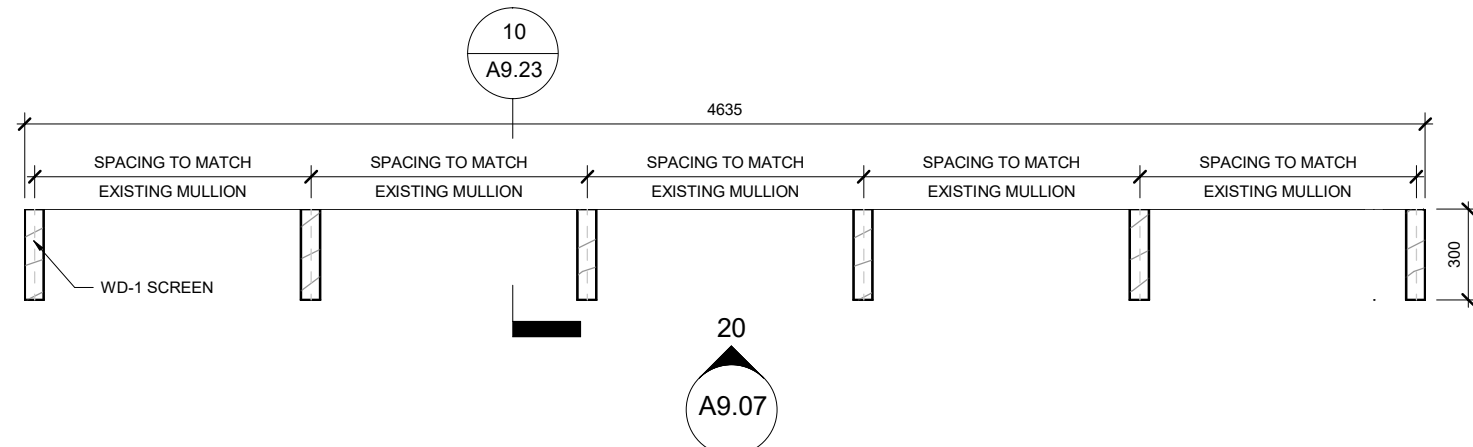 10
A9.23
4635
SPACING TO MATCH SPACING TO MATCH SPACING TO MATCH SPACING TO MATCH SPACING TO MATCH
EXISTING MULLION EXISTING MULLION EXISTING MULLION EXISTING MULLION EXISTING MULLION
300
WD-1 SCREEN
20
A9.07